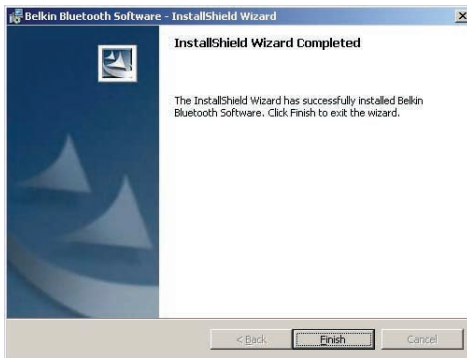 Belkin Bluetooth Software - InstallShield Wizard
InstallShield Wizard Completed
The InstallShield Wizard has successfully installed Belkin
Bluetooth Software. Click Finish to exit the wizard.
< Back
Finish
Cancel